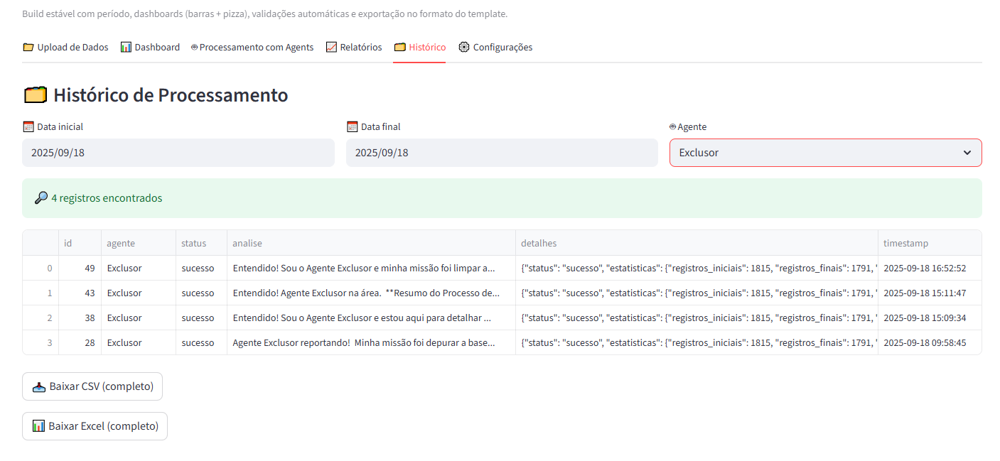 Build estável com período, dashboards (barras + pizza), validações automáticas e exportação no formato do template.
Upload de Dados Dashboard Processamento com Agents Relatórios Histórico Configurações
Histórico de Processamento
Data inicial Data final Agente
2025/09/18 2025/09/18 Exclusor
4 registros encontrados
id agente status analise detalhes timestamp
0 49 Exclusor sucesso Entendido! Sou o Agente Exclusor e minha missão foi limpar a... {"status": "sucesso", "estatisticas": {"registros_iniciais": 1815, "registros_finais": 1791, " 2025-09-18 16:52:52
1 43 Exclusor sucesso Entendido! Agente Exclusor na área. **Resumo do Processo de... {"status": "sucesso", "estatisticas": {"registros_iniciais": 1815, "registros_finais": 1791, " 2025-09-18 15:11:47
2 38 Exclusor sucesso Entendido! Sou o Agente Exclusor e estou aqui para detalhar ... {"status": "sucesso", "estatisticas": {"registros_iniciais": 1815, "registros_finais": 1791, " 2025-09-18 15:09:34
3 28 Exclusor sucesso Agente Exclusor reportando! Minha missão foi depurar a base... {"status": "sucesso", "estatisticas": {"registros_iniciais": 1815, "registros_finais": 1791, " 2025-09-18 09:58:45
Baixar CSV (completo)
Baixar Excel (completo)